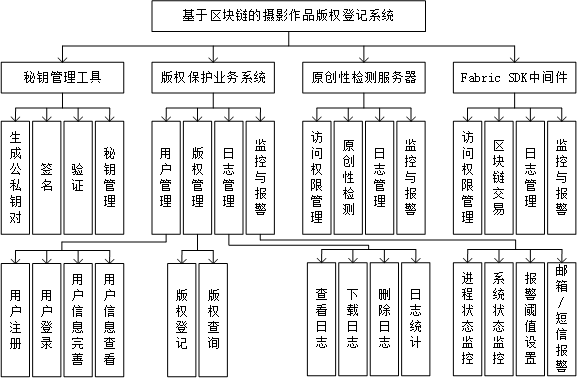 基于区块链的摄影作品版权登记系统
秘钥管理工具
版权保护业务系统
原创性检测服务器
Fabric SDK中间件
生成公私钥对
签名
验证
秘钥管理
用户管理
版权管理
日志管理
监控与报警
访问权限管理
原创性检测
日志管理
监控与报警
访问权限管理
区块链交易
日志管理
监控与报警
用户注册
用户登录
用户信息完善
用户信息查看
版权登记
版权查询
查看日志
下载日志
删除日志
日志统计
进程状态监控
系统状态监控
报警阈值设置
邮箱/短信报警